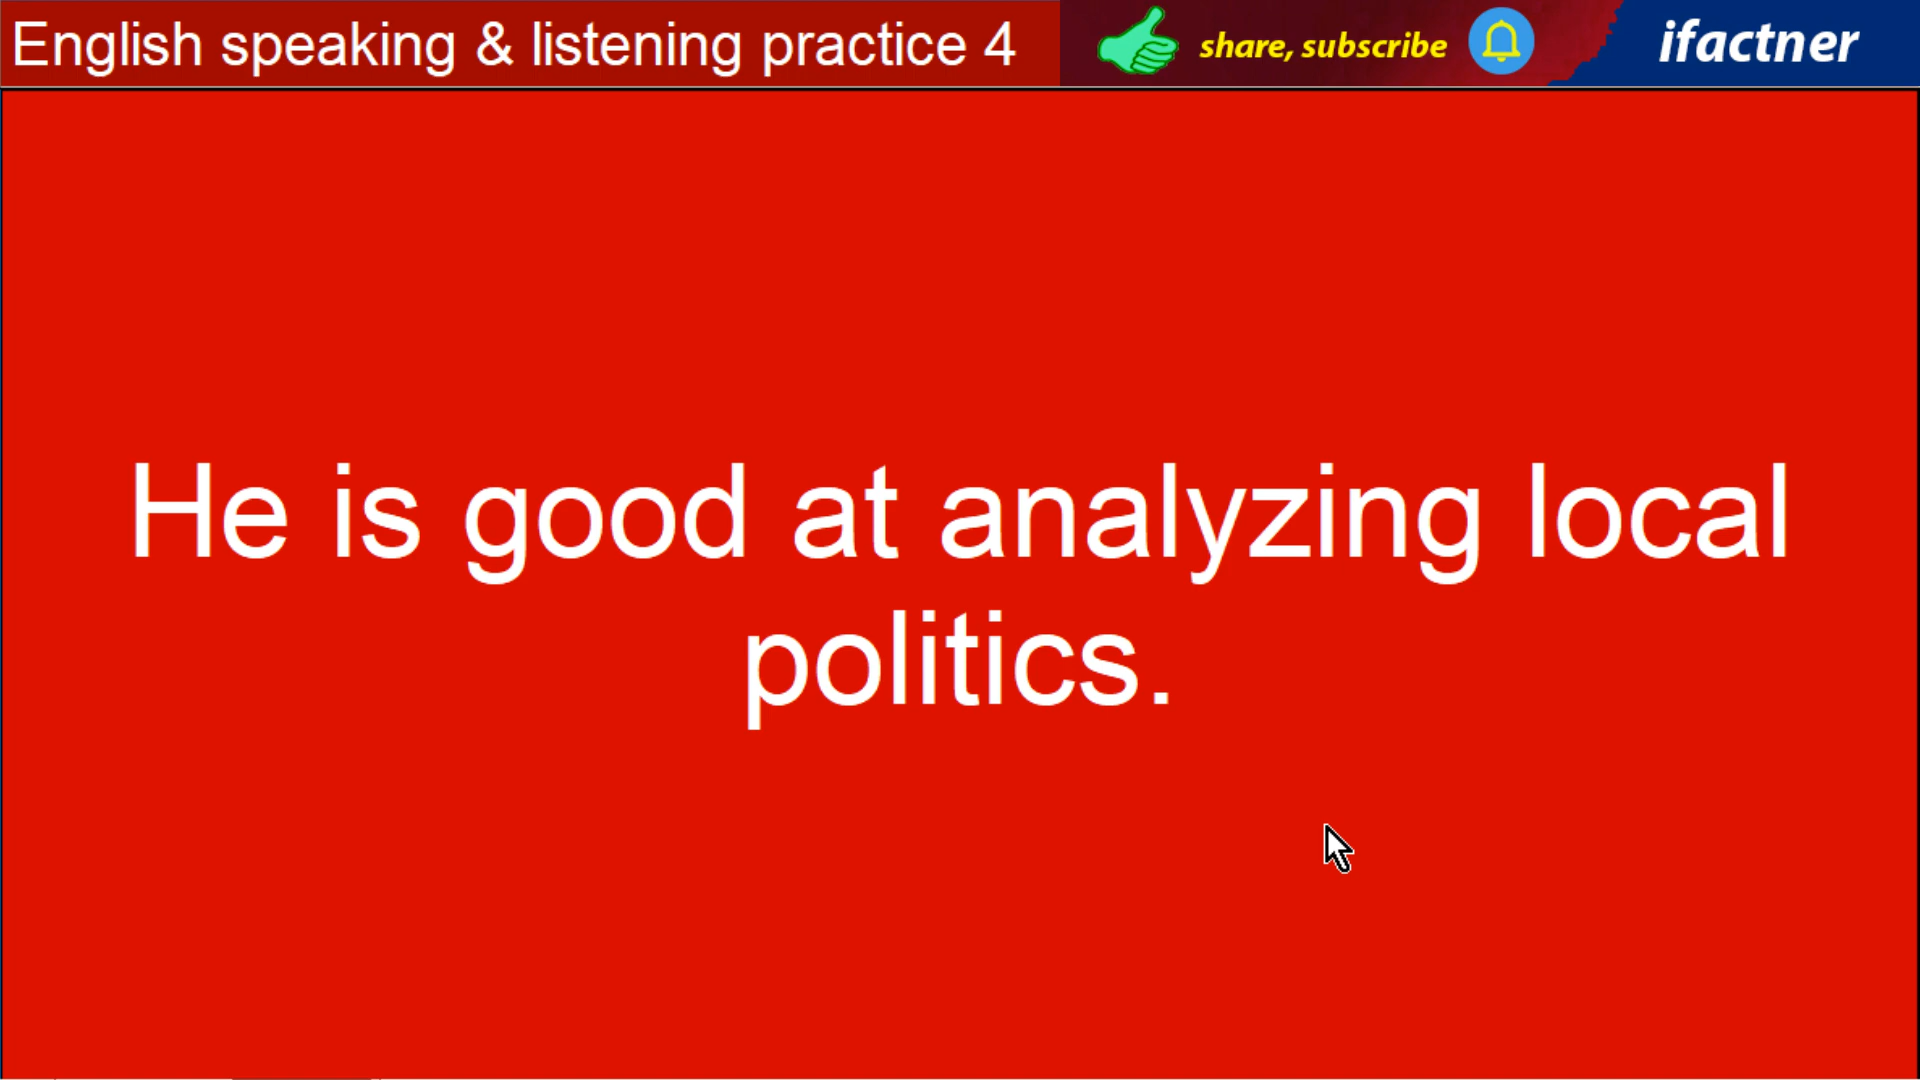 English speaking & listening practice 4
share, subscribe
ifactner
He is good at analyzing local
politics.